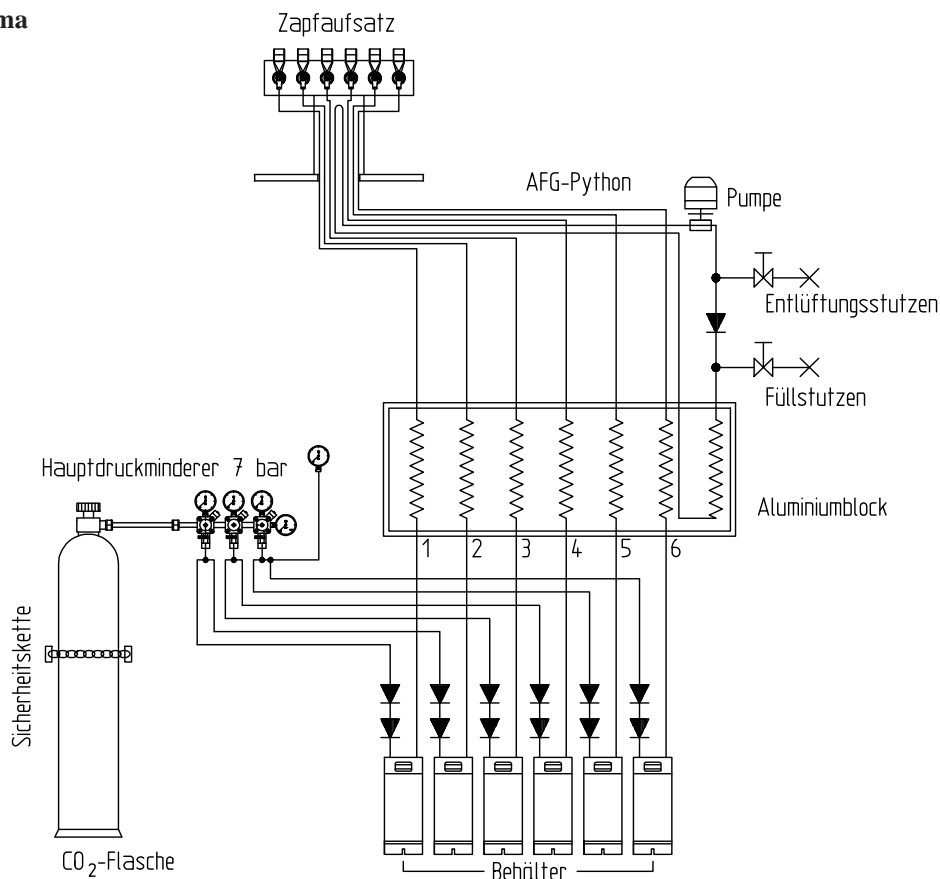 ma
Zapfaufsatz
AFG-Python
Pumpe
Entlüftungsstutzen
Füllstutzen
Hauptdruckminderer 7 bar
Aluminiumblock
1 2 3 4 5 6
Sicherheitskette
CO₂-Flasche
Behälter